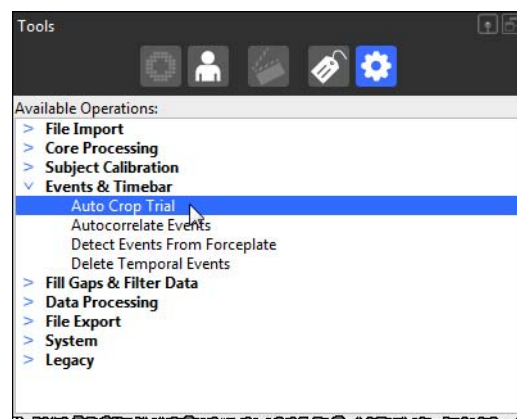 Tools
Available Operations:
> File Import
> Core Processing
> Subject Calibration
v Events & Timebar
Auto Crop Trial
Autocorrelate Events
Detect Events From Forceplate
Delete Temporal Events
> Fill Gaps & Filter Data
> Data Processing
> File Export
> System
> Legacy